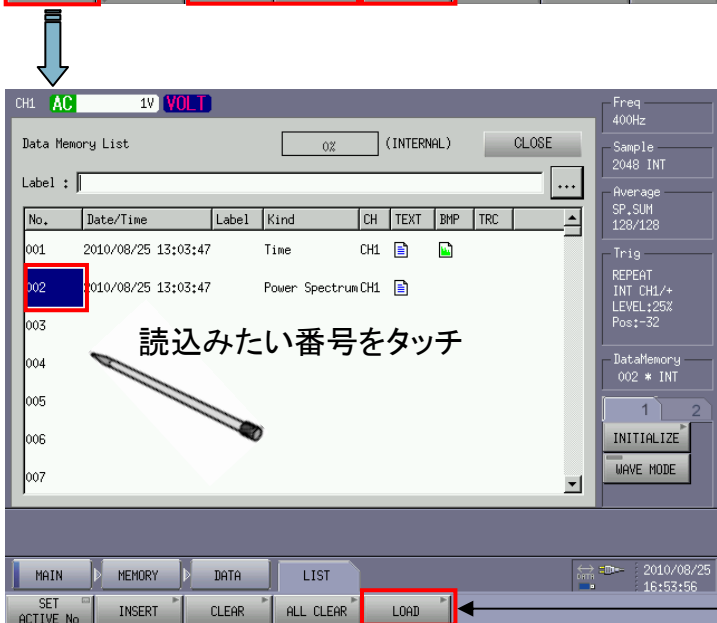 CH1 AC 1V VOLT
Data Memory List 0% (INTERNAL) CLOSE
Label : ...
No. Date/Time Label Kind CH TEXT BMP TRC
001 2010/08/25 13:03:47 Time CH1
002 2010/08/25 13:03:47 Power Spectrum CH1
003
読込みたい番号をタッチ
004
005
006
007
Freq
400Hz
Sample
2048 INT
Average
SP.SUM
128/128
Trig
REPEAT
INT CH1/+
LEVEL:25%
Pos:-32
DataMemory
002 * INT
1 2
INITIALIZE
WAVE MODE
MAIN MEMORY DATA LIST
DATA
2010/08/25
16:53:56
SET
ACTIVE No
INSERT CLEAR ALL CLEAR LOAD